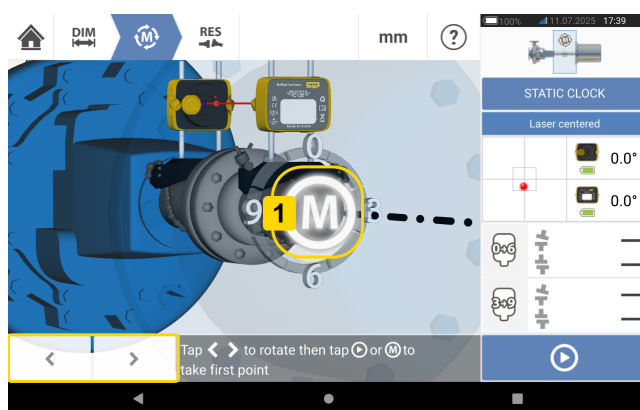 DIM
M
RES
mm
?
100%
11.07.2025 17:39
STATIC CLOCK
Laser centered
0.0°
0.0°
0
9
1
M
3
6
0+6
3+9
Tap < > to rotate then tap or M to
take first point